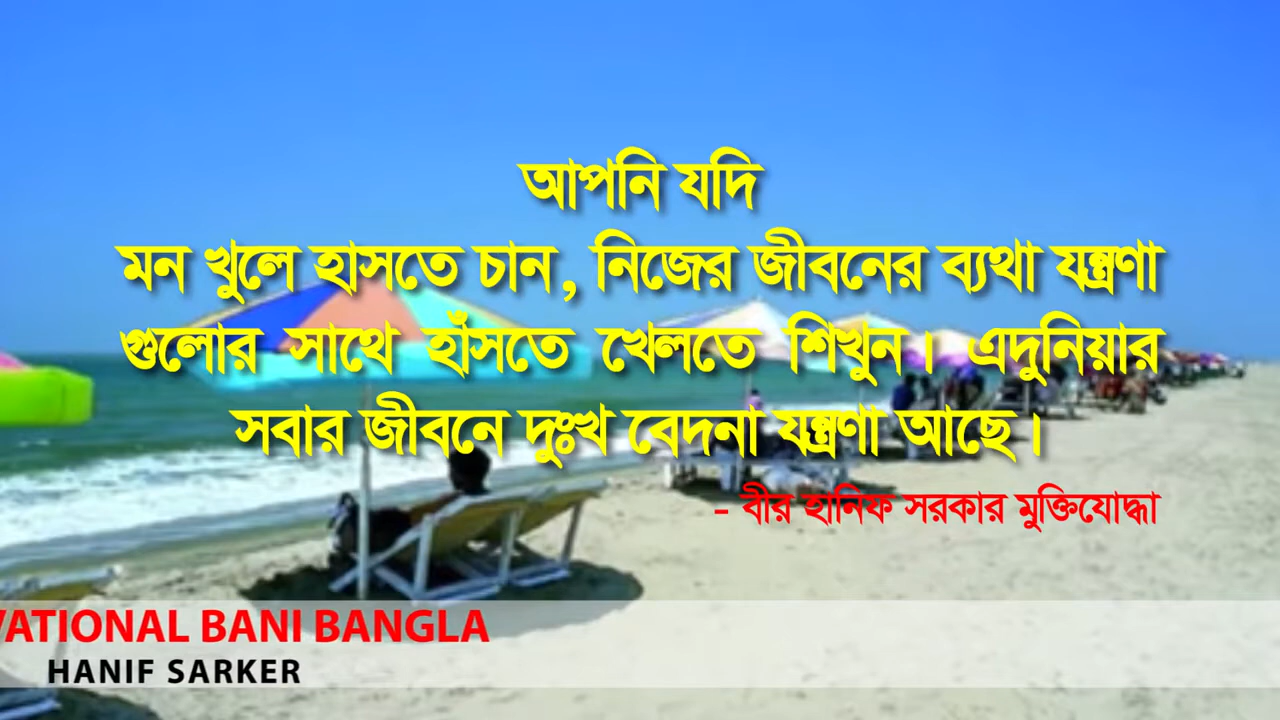 আপনি যদি
মন খুলে হাসতে চান, নিজের জীবনের ব্যথা যন্ত্রণা
গুলোর সাথে হাঁসতে খেলতে শিখুন। এদুনিয়ার
সবার জীবনে দুঃখ বেদনা যন্ত্রণা আছে।
- বীর হানিফ সরকার মুক্তিযোদ্ধা
VATIONAL BANI BANGLA
HANIF SARKER